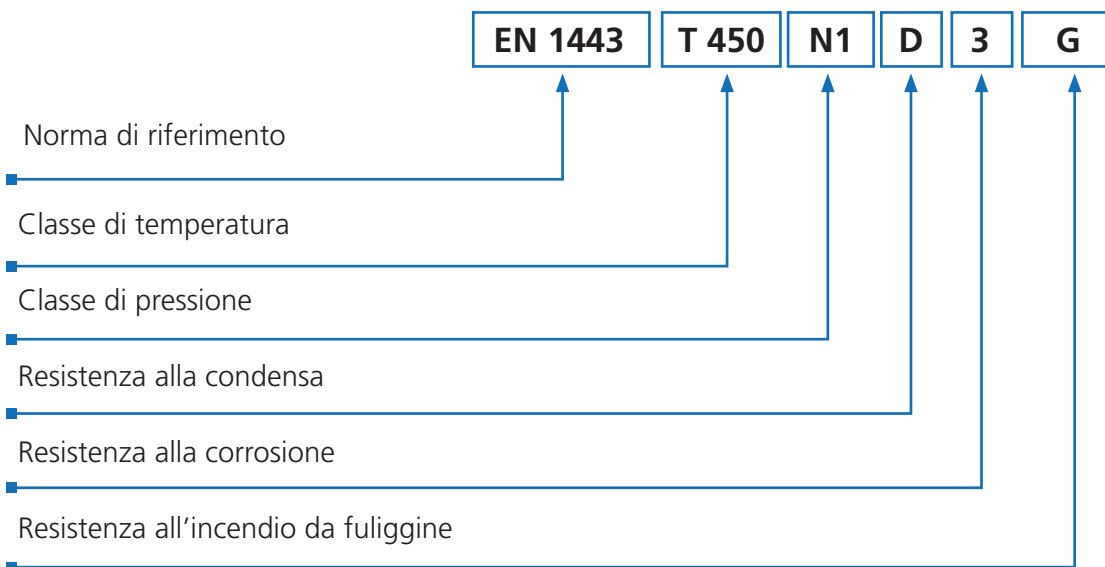 EN 1443 T 450 N1 D 3 G
Norma di riferimento
Classe di temperatura
Classe di pressione
Resistenza alla condensa
Resistenza alla corrosione
Resistenza all’incendio da fuliggine